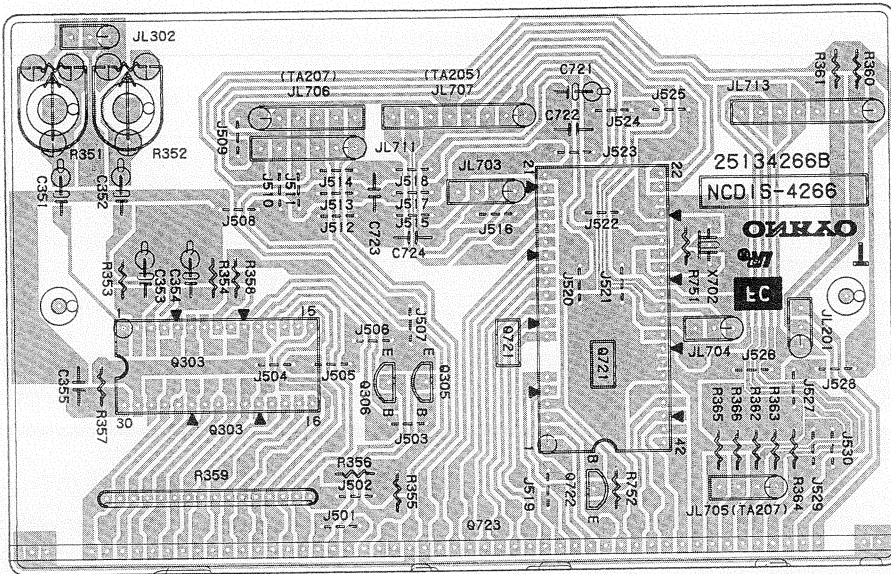 JL302
(TA207)
JL706
(TA205)
JL707
C721
J525
JL713
R361
R360
J524
C722
J509
JL711
J523
R351
R352
JL703
21
22
25134266B
NCDIS-4266
C351
C352
J510
J511
J514
J513
J512
J518
J517
J515
C723
C724
J508
J516
J522
ONKYO
R353
C353
C354
R354
R358
J520
J521
R751
X702
1
15
J506
J507
Q721
JL704
JL201
Q303
E
E
Q721
J526
J528
J504
J505
Q306
Q305
C355
R357
B
B
J527
30
Q303
16
J503
R365
R366
R362
R363
J530
42
1
B
R359
R356
J502
R355
J519
Q722
R752
E
R364
J529
J501
Q723
JL705(TA207)